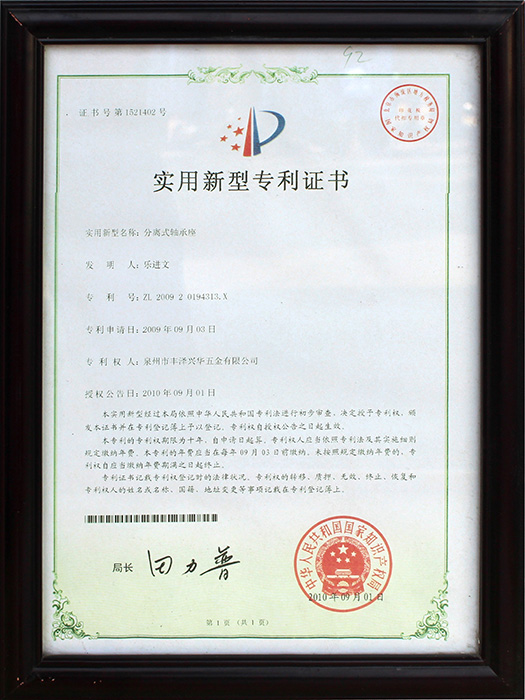 G2
证书号第1521402号
实用新型专利证书
实用新型名称：分离式轴承座
发 明 人：乐进文
专 利 号：ZL 2009 2 0194313.X
专利申请日：2009年09月03日
专 利 权 人：泉州市丰泽兴华五金有限公司
授权公告日：2010年09月01日
本实用新型经过本局依照中华人民共和国专利法进行初步审查，决定授予专利权，颁
发本证书并在专利登记簿上予以登记。专利权自授权公告之日起生效。
本专利的专利权期限为十年，自申请日起算。专利权人应当依照专利法及其实施细则
规定缴纳年费。本专利的年费应当在每年09月03日前缴纳。未按照规定缴纳年费的，专
利权自应当缴纳年费期满之日起终止。
专利证书记载专利权登记时的法律状况。专利权的转移、质押、无效、终止、恢复和
专利权人的姓名或名称、国籍、地址变更等事项记载在专利登记簿上。
局长 田力普
中华人民共和国国家知识产权局
2010年09月01日
第1页（共1页）